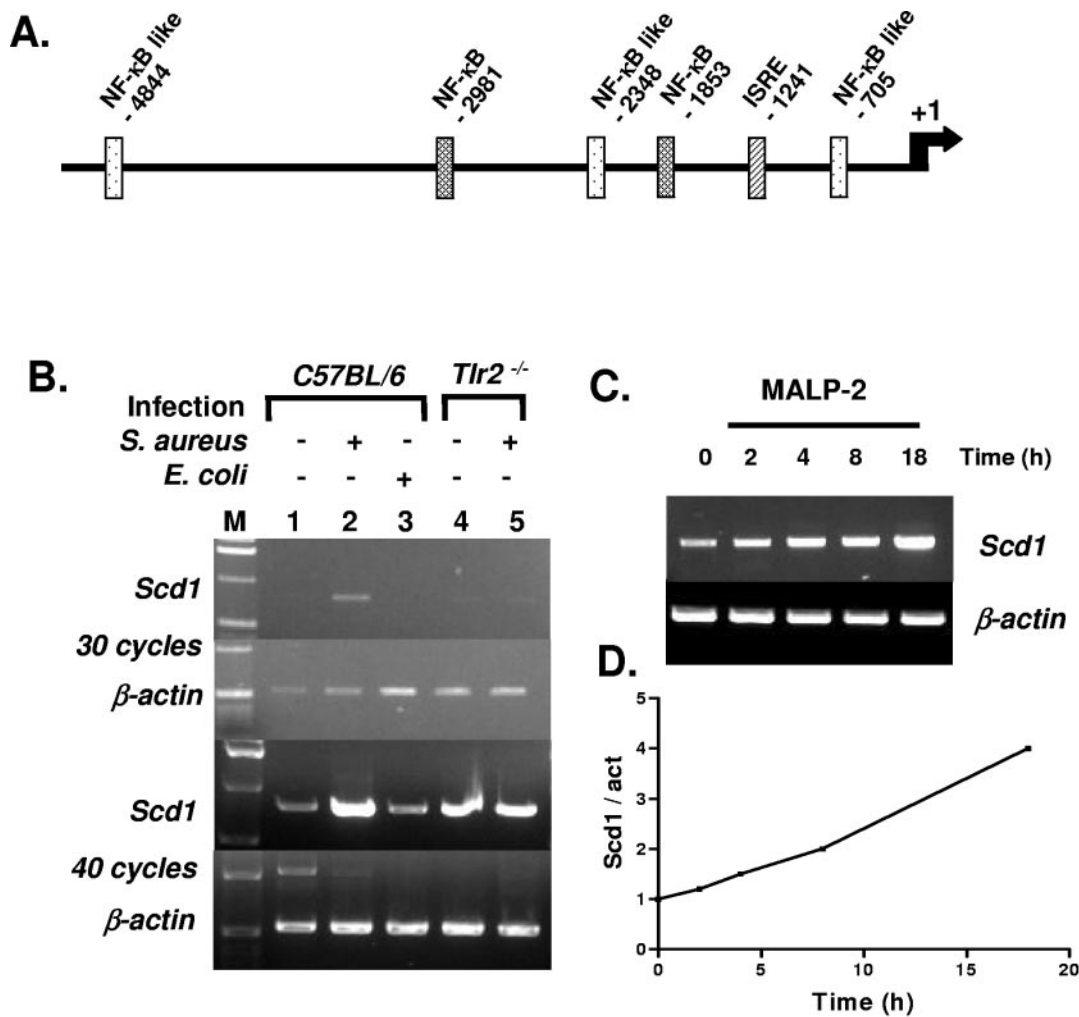 A.
NF-κB like
- 4844
NF-κB
- 2981
NF-κB like
- 2348
NF-κB
- 1853
ISRE
- 1241
NF-κB like
- 705
+1
B.
C57BL/6 Tlr2 -/-
Infection
S. aureus - + - - +
E. coli - - + - -
M 1 2 3 4 5
Scd1
30 cycles
β-actin
Scd1
40 cycles
β-actin
C.
MALP-2
0 2 4 8 18 Time (h)
Scd1
β-actin
D.
Scd1 / act
5
4
3
2
1
0
0 5 10 15 20
Time (h)